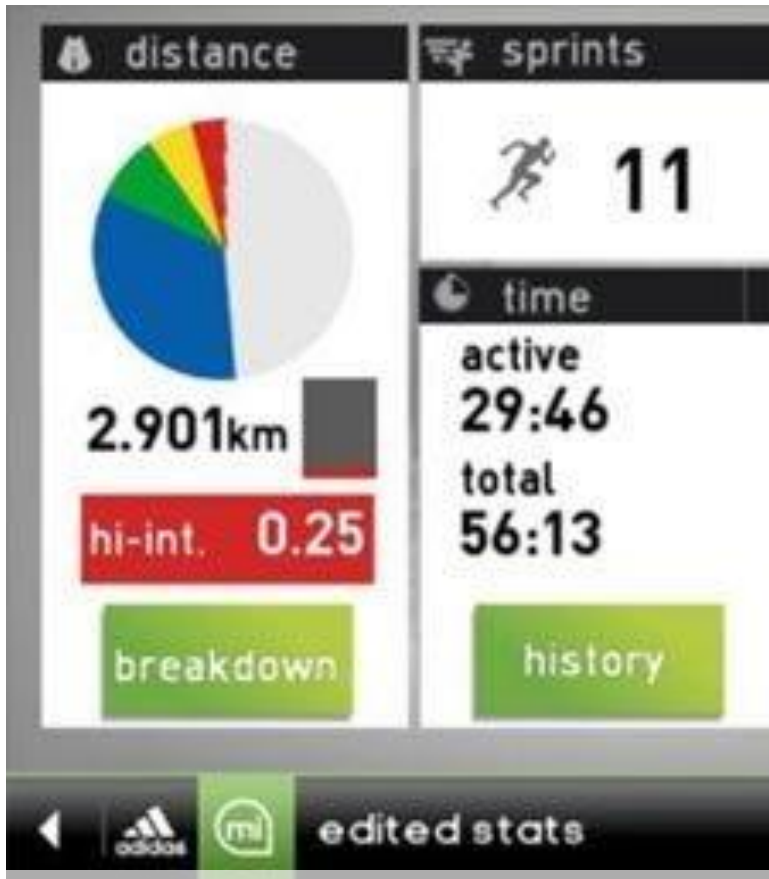 distance
2.901km
hi-int. 0.25
breakdown
sprints
11
time
active
29:46
total
56:13
history
adidas
mi
edited stats